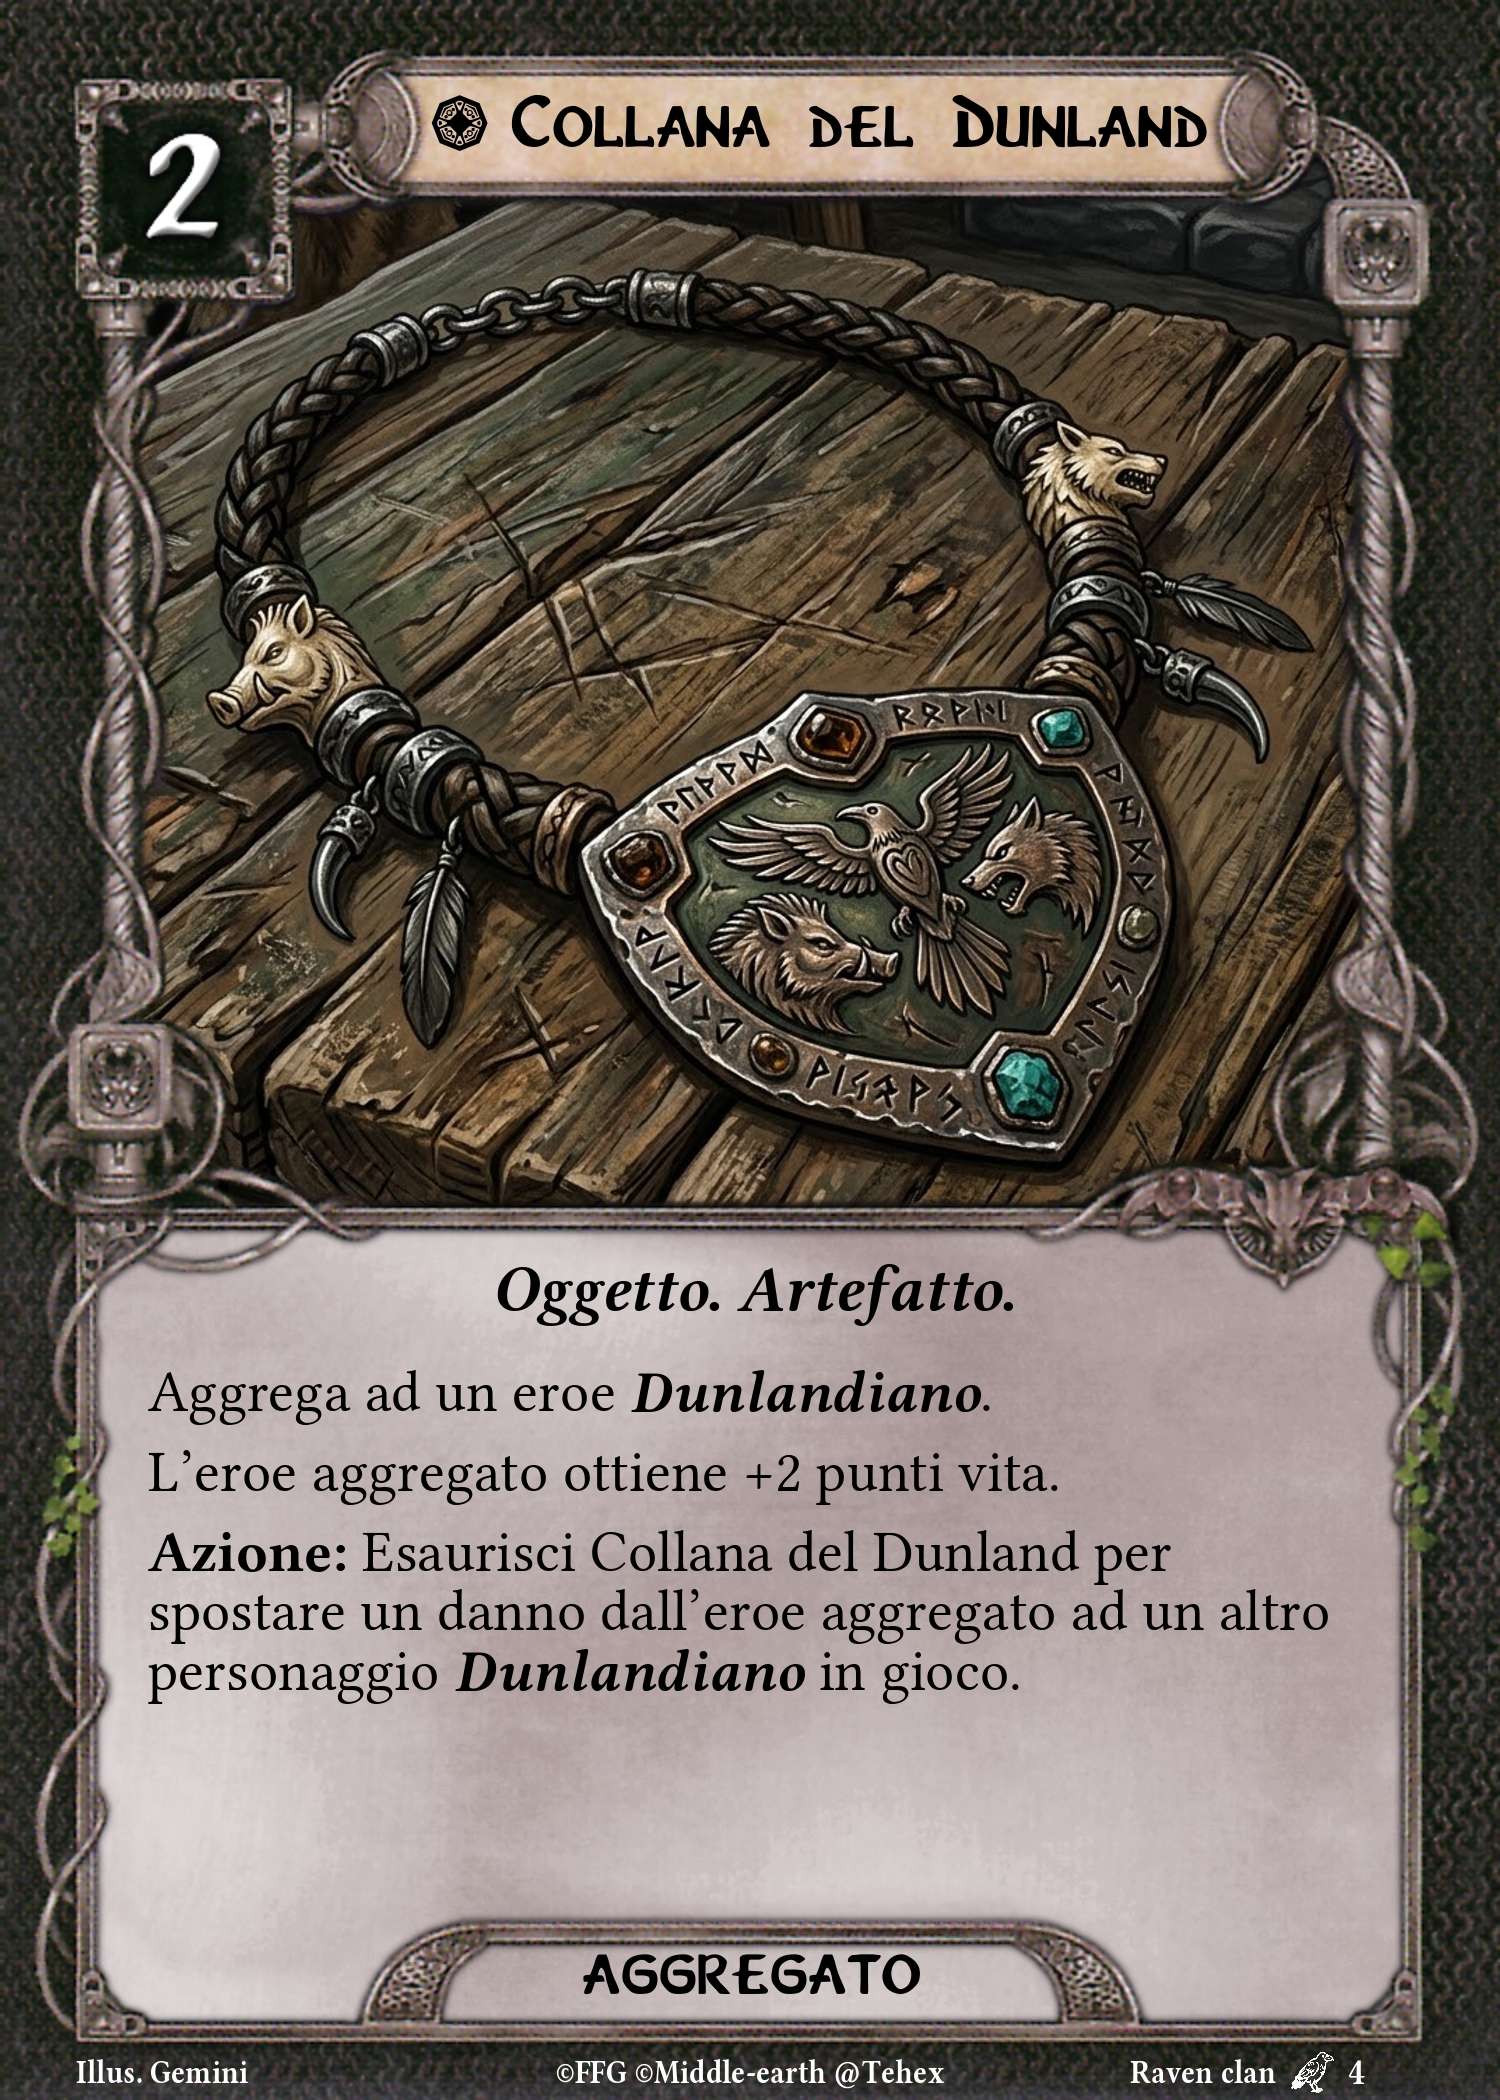 2
Collana del Dunland
Oggetto. Artefatto.
Aggrega ad un eroe Dunlandiano.
L'eroe aggregato ottiene +2 punti vita.
Azione: Esaurisci Collana del Dunland per
spostare un danno dall'eroe aggregato ad un altro
personaggio Dunlandiano in gioco.
AGGREGATO
Illus. Gemini ©FFG ©Middle-earth @Tehex Raven clan 4